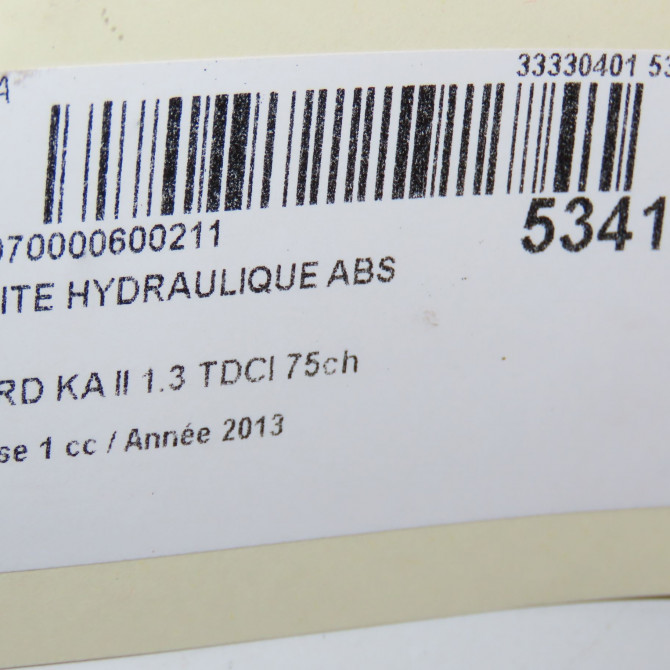 A
33330401 53
070000600211
5341
ITE HYDRAULIQUE ABS
RD KA II 1.3 TDCI 75ch
se 1 cc / Année 2013